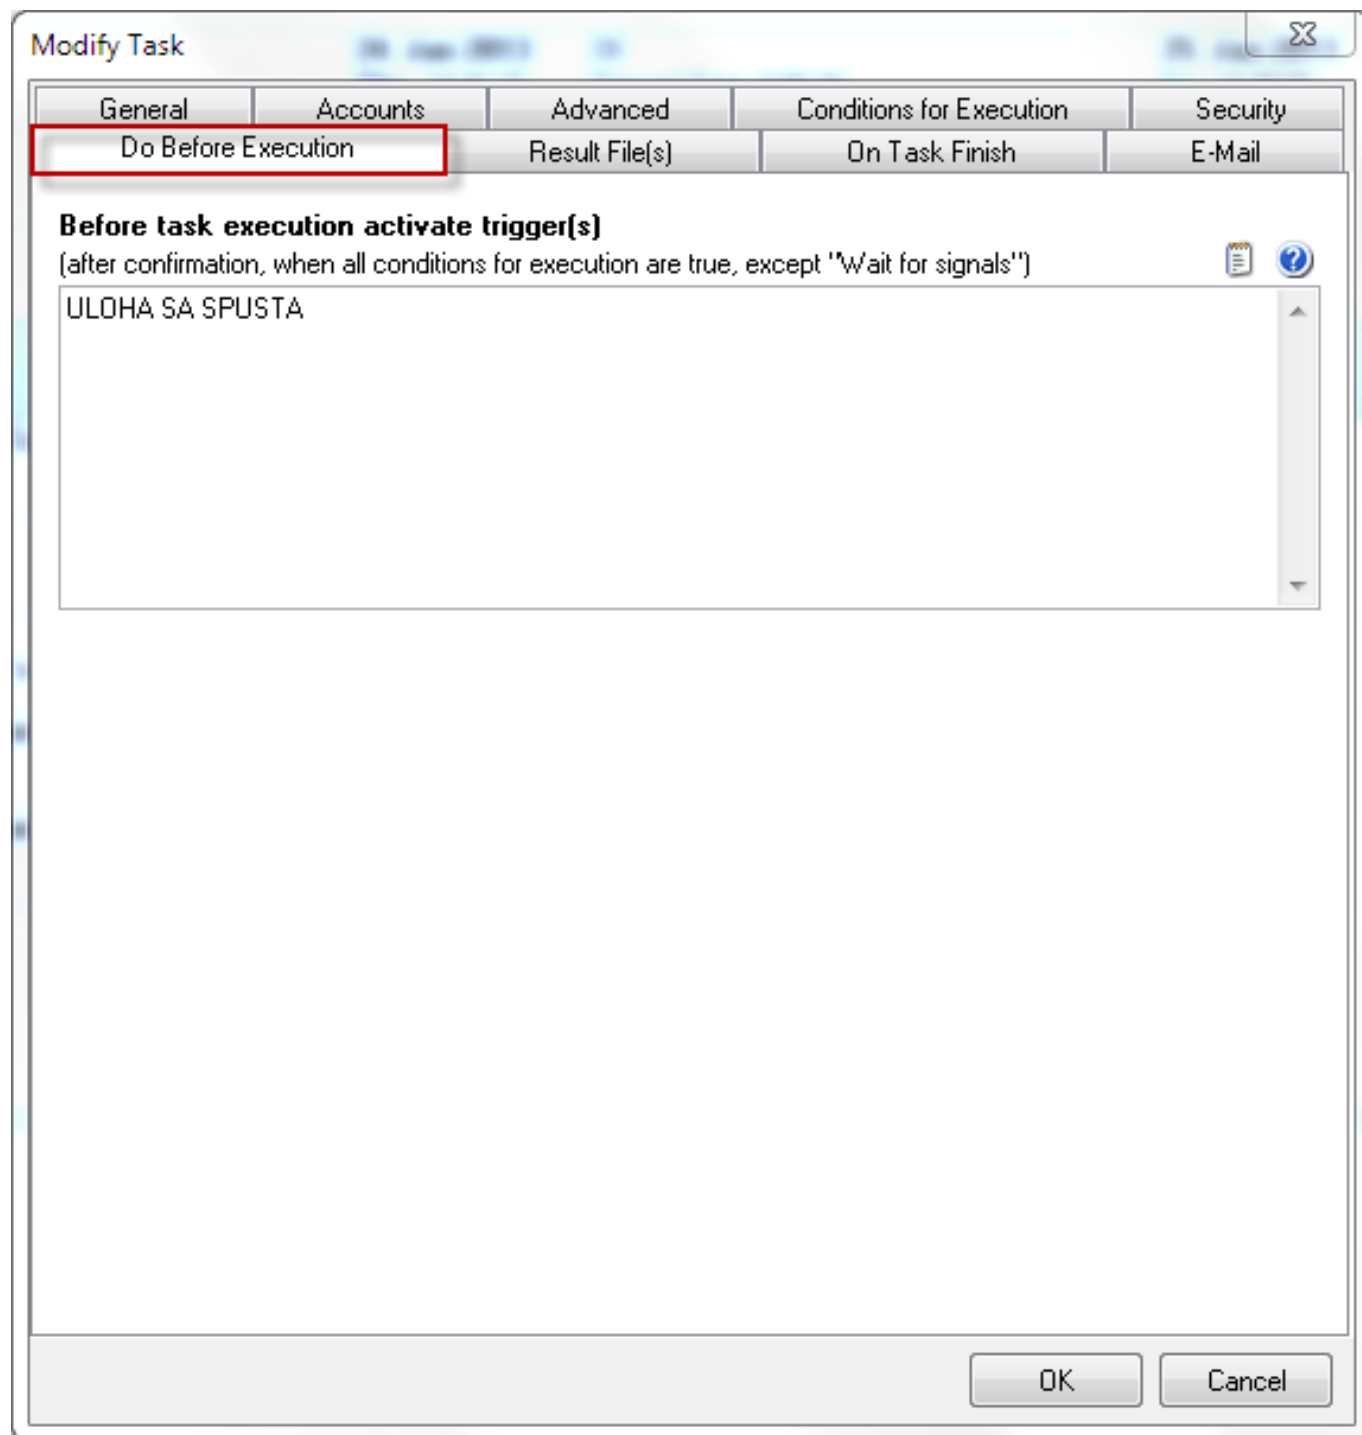 Modify Task
General Accounts Advanced Conditions for Execution Security
Do Before Execution Result File(s) On Task Finish E-Mail
Before task execution activate trigger(s)
(after confirmation, when all conditions for execution are true, except "Wait for signals")
ULOHA SA SPUSTA
OK Cancel